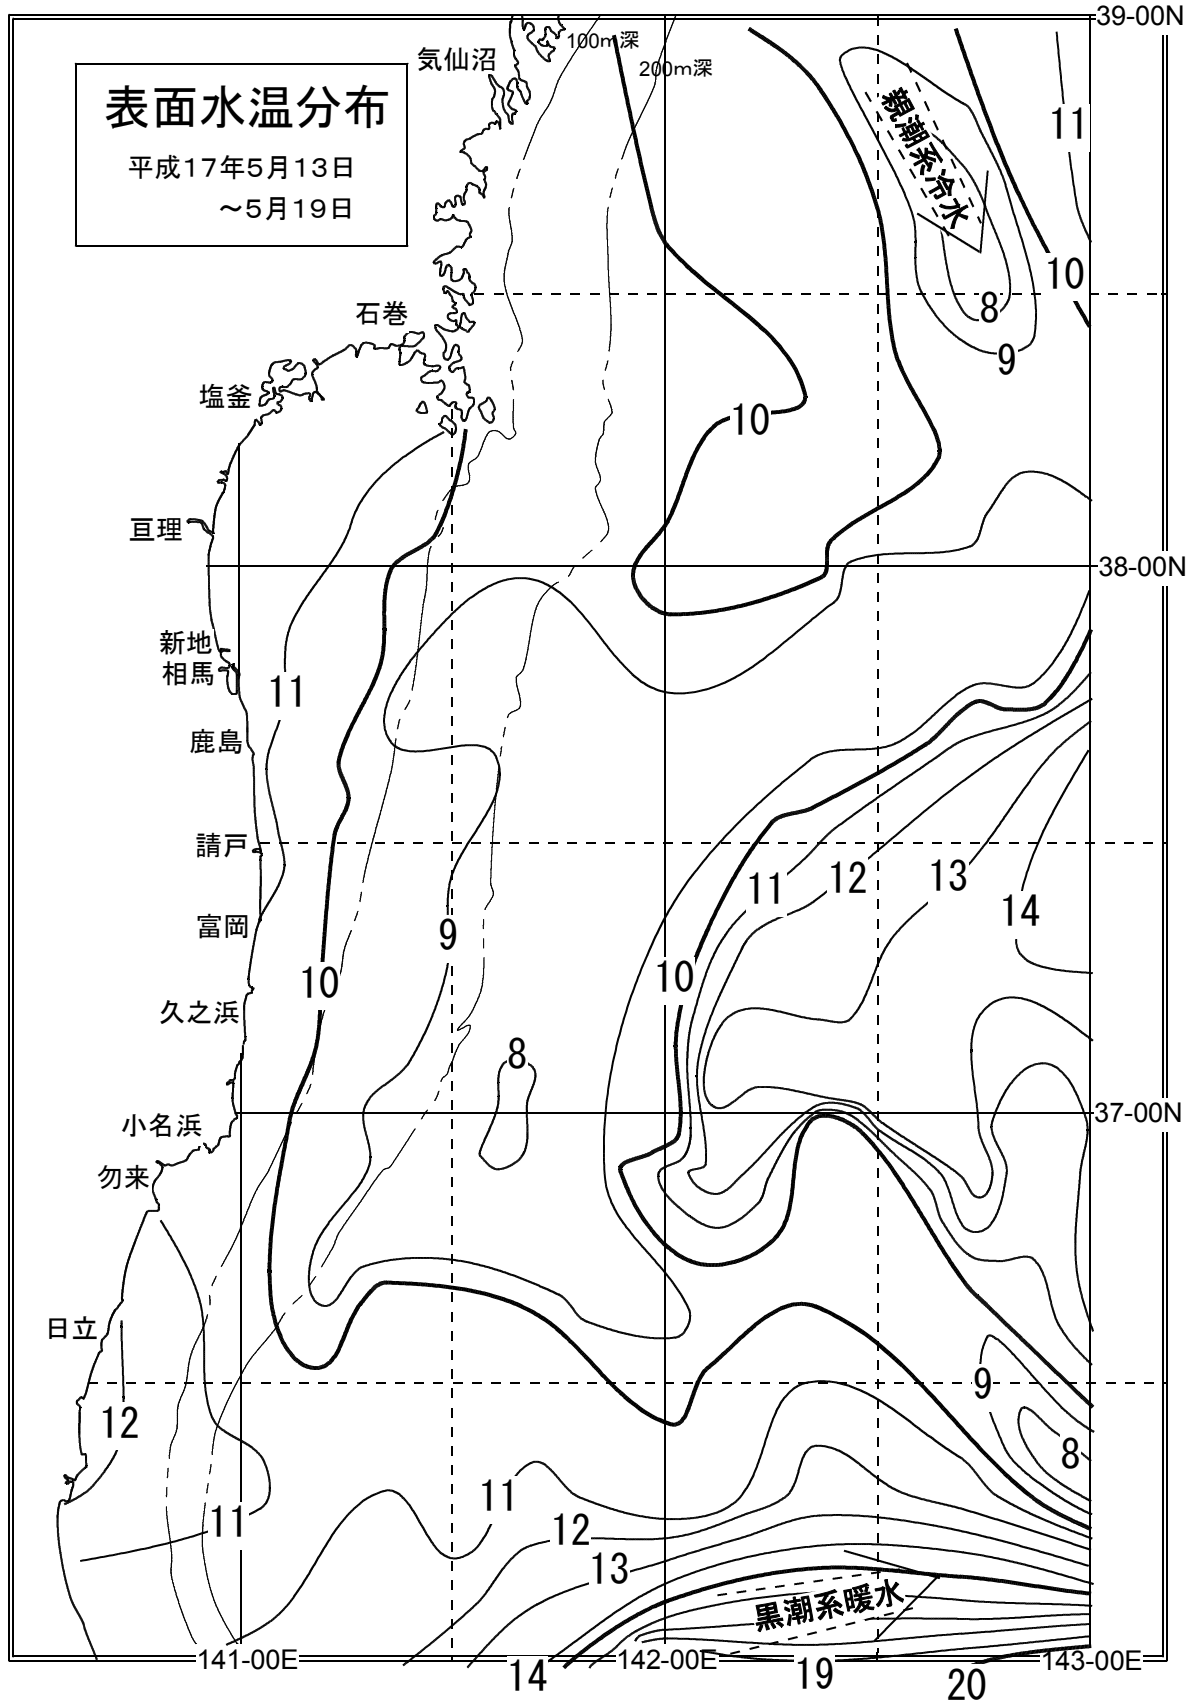 39-00N
100m深
気仙沼
200m深
表面水温分布
平成17年5月13日
～5月19日
親潮系冷水
11
10
石巻
8
9
塩釜
10
亘理
38-00N
新地
相馬
11
鹿島
請戸
11
12
13
14
富岡
9
10
10
久之浜
8
小名浜
37-00N
勿来
日立
9
12
8
11
11
12
13
黒潮系暖水
141-00E
142-00E
143-00E
14
19
20